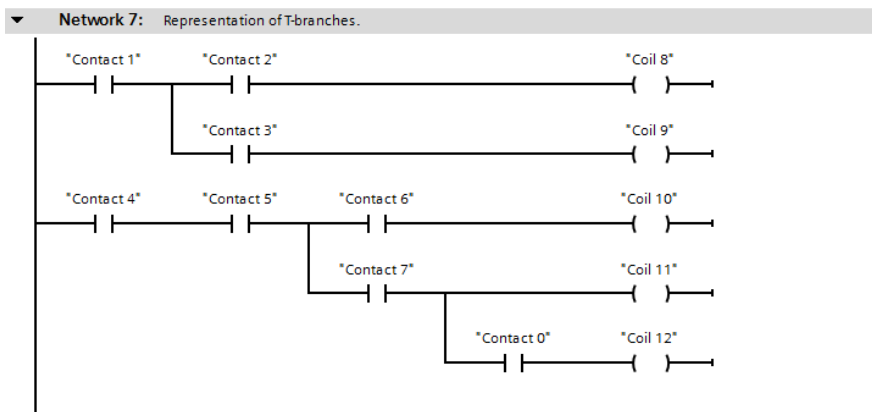 Network 7: Representation of T-branches.
"Contact 1" "Contact 2" "Coil 8"
"Contact 3" "Coil 9"
"Contact 4" "Contact 5" "Contact 6" "Coil 10"
"Contact 7" "Coil 11"
"Contact 0" "Coil 12"